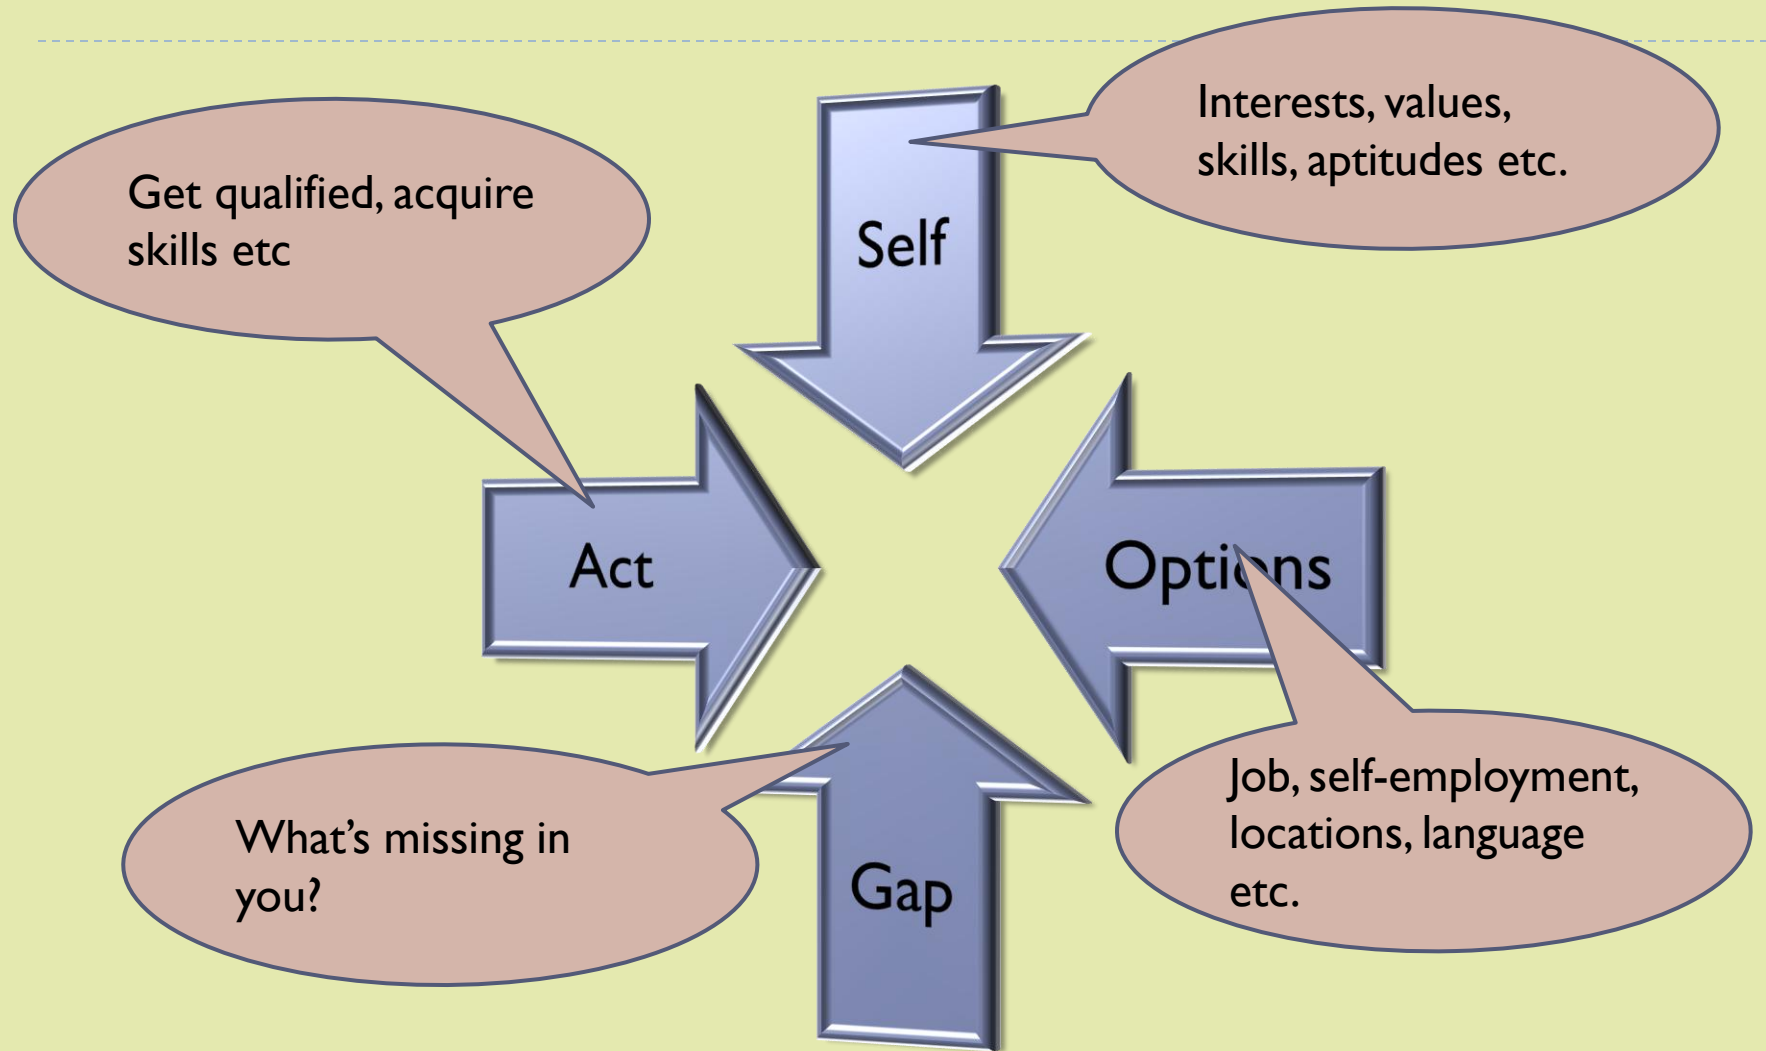 Interests, values,
skills, aptitudes etc.
Get qualified, acquire
skills etc
Self
Act
Options
Job, self-employment,
locations, language
etc.
What’s missing in
you?
Gap